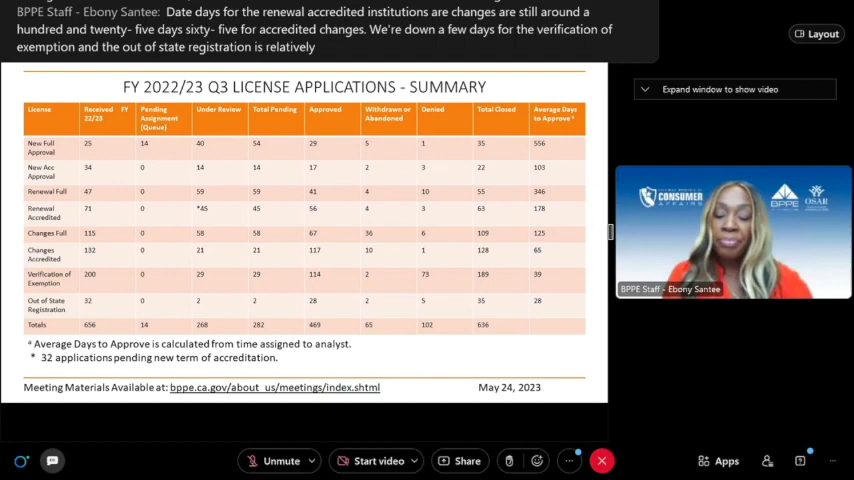 BPPE Staff - Ebony Santee: Date days for the renewal accredited institutions are changes are still around a
hundred and twenty- five days sixty- five for accredited changes. We're down a few days for the verification of
exemption and the out of state registration is relatively
Layout
Expand window to show video
FY 2022/23 Q3 LICENSE APPLICATIONS - SUMMARY
License Received FY 22/23 Pending Assignment (Queue) Under Review Total Pending Approved Withdrawn or Abandoned Denied Total Closed Average Days to Approve ᵃ
New Full Approval 25 14 40 54 29 5 1 35 556
New Acc Approval 34 0 14 14 17 2 3 22 103
Renewal Full 47 0 59 59 41 4 10 55 346
Renewal Accredited 71 0 *45 45 56 4 3 63 178
Changes Full 115 0 58 58 67 36 6 109 125
Changes Accredited 132 0 21 21 117 10 1 128 65
Verification of Exemption 200 0 29 29 114 2 73 189 39
Out of State Registration 32 0 2 2 28 2 5 35 28
Totals 656 14 268 282 469 65 102 636
ᵃ Average Days to Approve is calculated from time assigned to analyst.
* 32 applications pending new term of accreditation.
Meeting Materials Available at: bppe.ca.gov/about_us/meetings/index.shtml May 24, 2023
CONSUMER
AFFAIRS
BPPE
OSAR
BPPE Staff - Ebony Santee
Unmute
Start video
Share
Apps